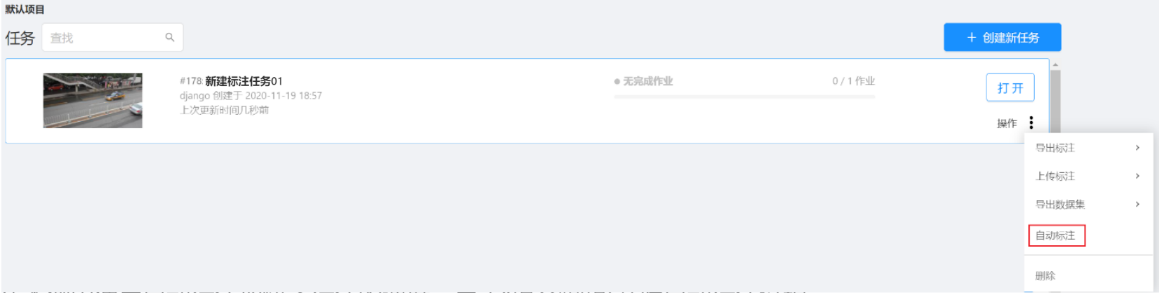 默认项目
任务 查找 + 创建新任务
#178: 新建标注任务01 无完成作业 0 / 1 作业
django 创建于 2020-11-19 18:57 打开
上次更新时间几秒前
操作
导出标注
上传标注
导出数据集
自动标注
删除